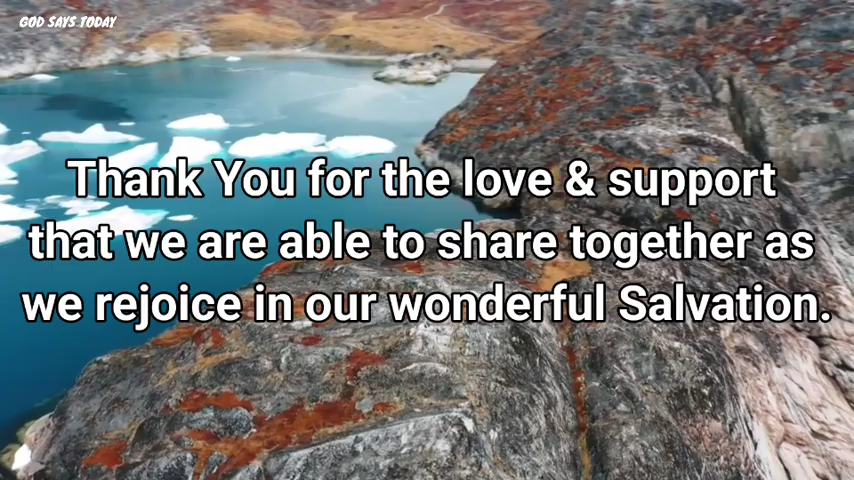 GOD SAYS TODAY
Thank You for the love & support
that we are able to share together as
we rejoice in our wonderful Salvation.